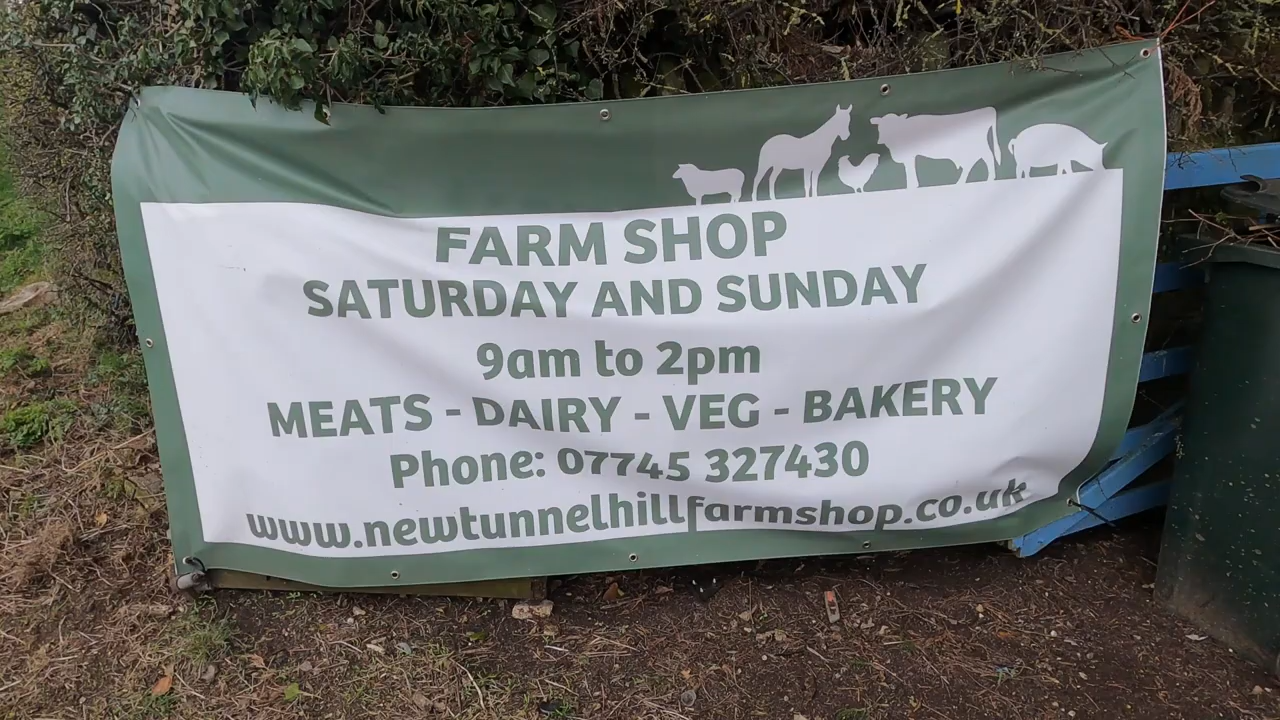 FARM SHOP
SATURDAY AND SUNDAY
9am to 2pm
MEATS - DAIRY - VEG - BAKERY
Phone: 07745 327430
www.newtunnelhillfarmshop.co.uk